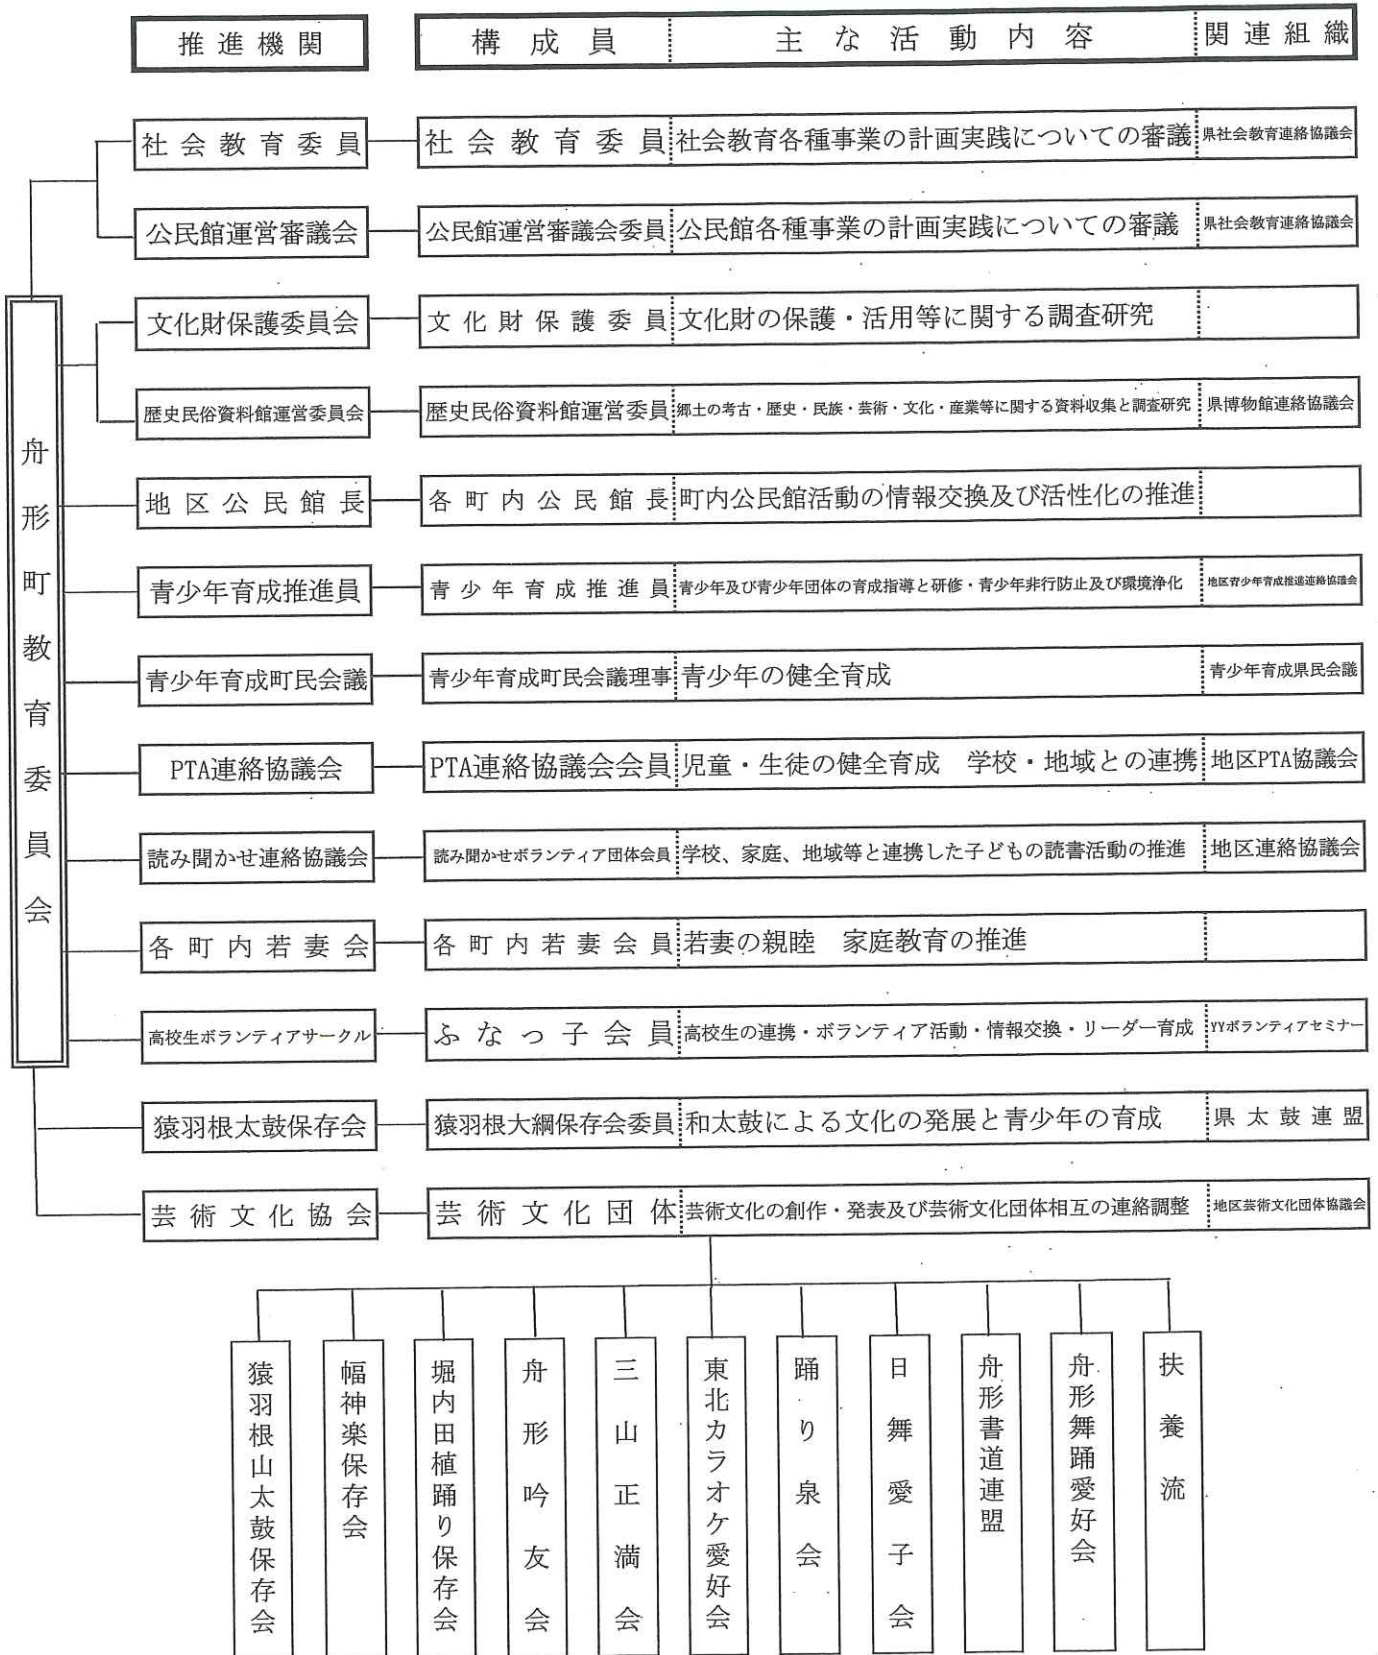 推進機関 構成員 主な活動内容 関連組織
社会教育委員 社会教育委員 社会教育各種事業の計画実践についての審議 県社会教育連絡協議会
公民館運営審議会 公民館運営審議会委員 公民館各種事業の計画実践についての審議 県社会教育連絡協議会
文化財保護委員会 文化財保護委員 文化財の保護・活用等に関する調査研究
歴史民俗資料館運営委員会 歴史民俗資料館運営委員 郷土の考古・歴史・民族・芸術・文化・産業等に関する資料収集と調査研究 県博物館連絡協議会
舟形町教育委員会
地区公民館長 各町内公民館長 町内公民館活動の情報交換及び活性化の推進
青少年育成推進員 青少年育成推進員 青少年及び青少年団体の育成指導と研修・青少年非行防止及び環境浄化 地区青少年育成推進連絡協議会
青少年育成町民会議 青少年育成町民会議理事 青少年の健全育成 青少年育成県民会議
PTA連絡協議会 PTA連絡協議会会員 児童・生徒の健全育成 学校・地域との連携 地区PTA協議会
読み聞かせ連絡協議会 読み聞かせボランティア団体会員 学校、家庭、地域等と連携した子どもの読書活動の推進 地区連絡協議会
各町内若妻会 各町内若妻会員 若妻の親睦 家庭教育の推進
高校生ボランティアサークル ふなっ子会員 高校生の連携・ボランティア活動・情報交換・リーダー育成 YYボランティアセミナー
猿羽根太鼓保存会 猿羽根大綱保存会委員 和太鼓による文化の発展と青少年の育成 県太鼓連盟
芸術文化協会 芸術文化団体 芸術文化の創作・発表及び芸術文化団体相互の連絡調整 地区芸術文化団体協議会
猿羽根山太鼓保存会
幅神楽保存会
堀内田植踊り保存会
舟形吟友会
三山正満会
東北カラオケ愛好会
踊り泉会
日舞愛子会
舟形書道連盟
舟形舞踊愛好会
扶養流